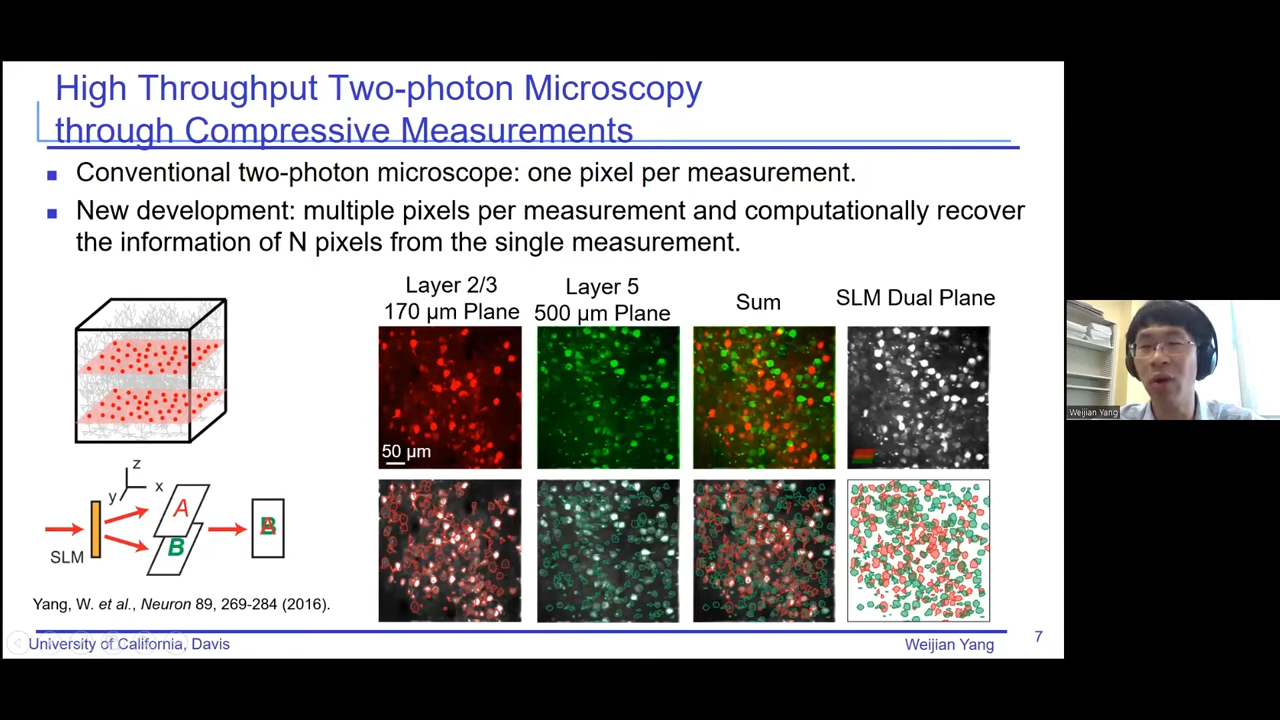 High Throughput Two-photon Microscopy
through Compressive Measurements
Conventional two-photon microscope: one pixel per measurement.
New development: multiple pixels per measurement and computationally recover
the information of N pixels from the single measurement.
Layer 2/3
170 μm Plane
Layer 5
500 μm Plane
Sum
SLM Dual Plane
50 μm
z
x
y
SLM
A
B
B
A
Yang, W. et al., Neuron 89, 269-284 (2016).
University of California, Davis
Weijian Yang
7
Weijian Yang